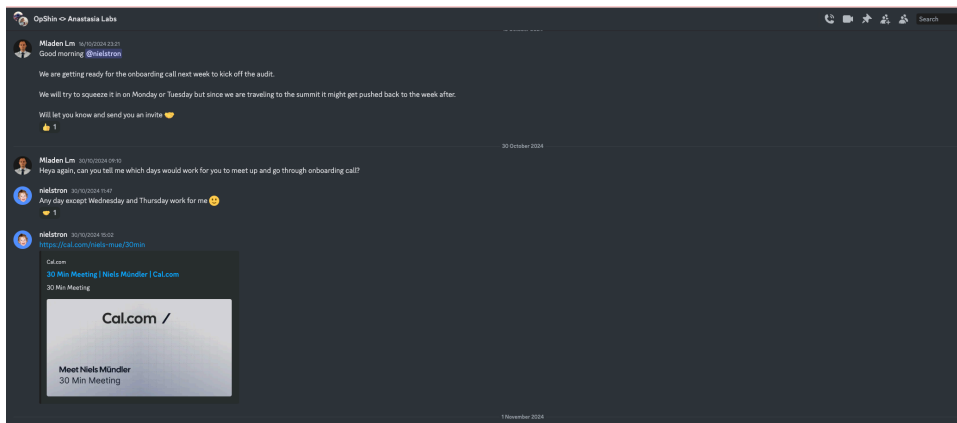 OpShin <> Anastasia Labs
Search
Mladen Lm 16/10/2024 23:21
Good morning @nielstron
We are getting ready for the onboarding call next week to kick off the audit.
We will try to squeeze it in on Monday or Tuesday but since we are traveling to the summit it might get pushed back to the week after.
Will let you know and send you an invite 🤝
👍 1
30 October 2024
Mladen Lm 30/10/2024 09:10
Heya again, can you tell me which days would work for you to meet up and go through onboarding call?
nielstron 30/10/2024 11:47
Any day except Wednesday and Thursday work for me 🙂
🤝 1
nielstron 30/10/2024 15:02
https://cal.com/niels-mue/30min
Cal.com
30 Min Meeting | Niels Mündler | Cal.com
30 Min Meeting
Cal.com /
Meet Niels Mündler
30 Min Meeting
1 November 2024